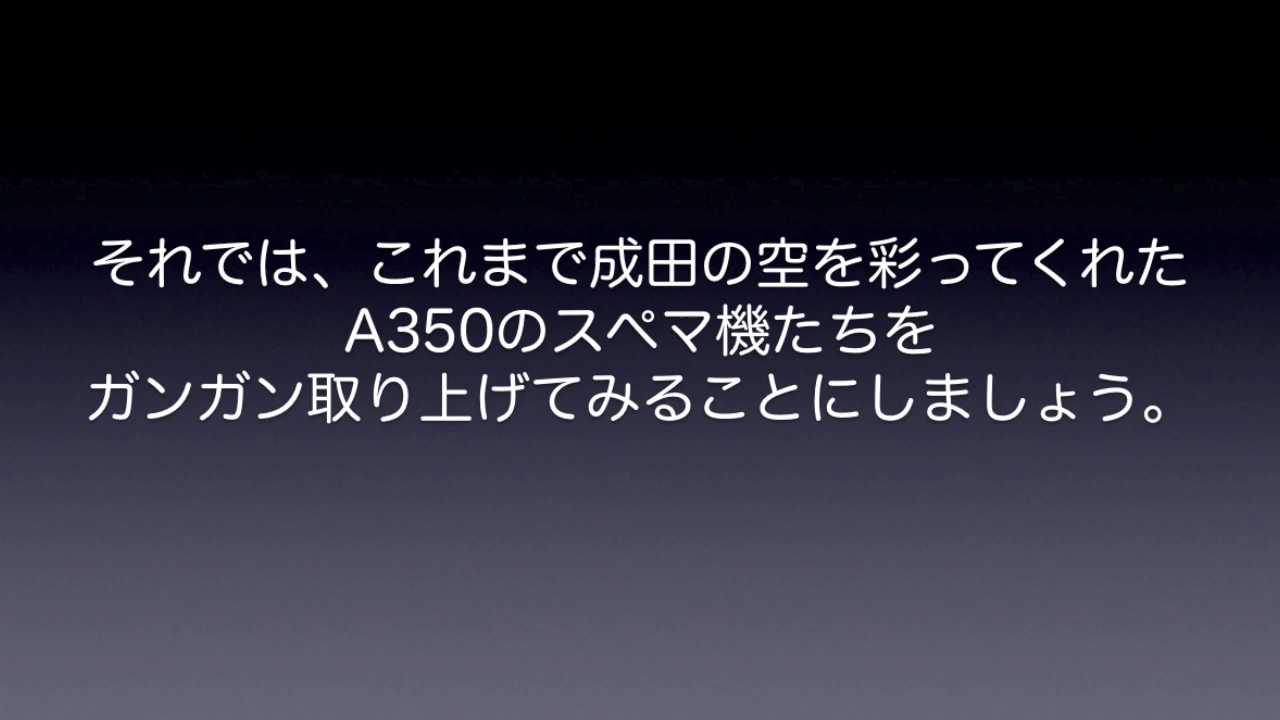 それでは、これまで成田の空を彩ってくれた
A350のスペマ機たちを
ガンガン取り上げてみることにしましょう。